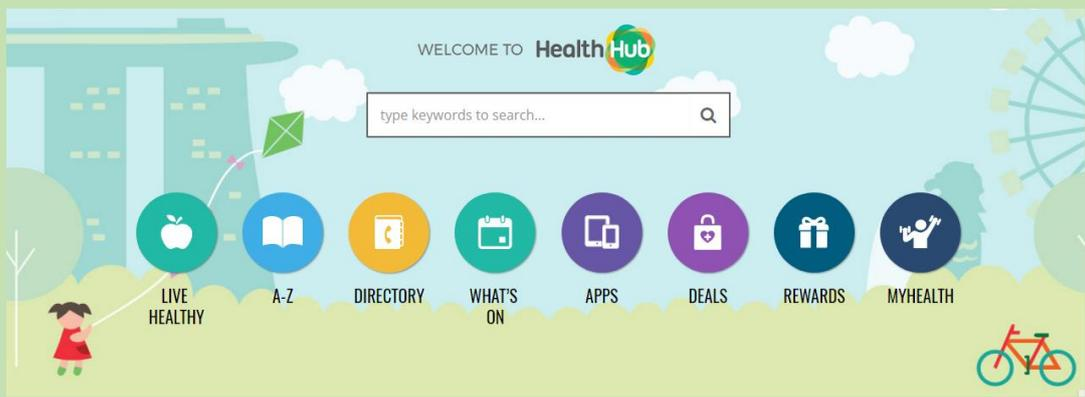 WELCOME TO HealthHub
type keywords to search...
LIVE HEALTHY
A-Z
DIRECTORY
WHAT'S ON
APPS
DEALS
REWARDS
MYHEALTH